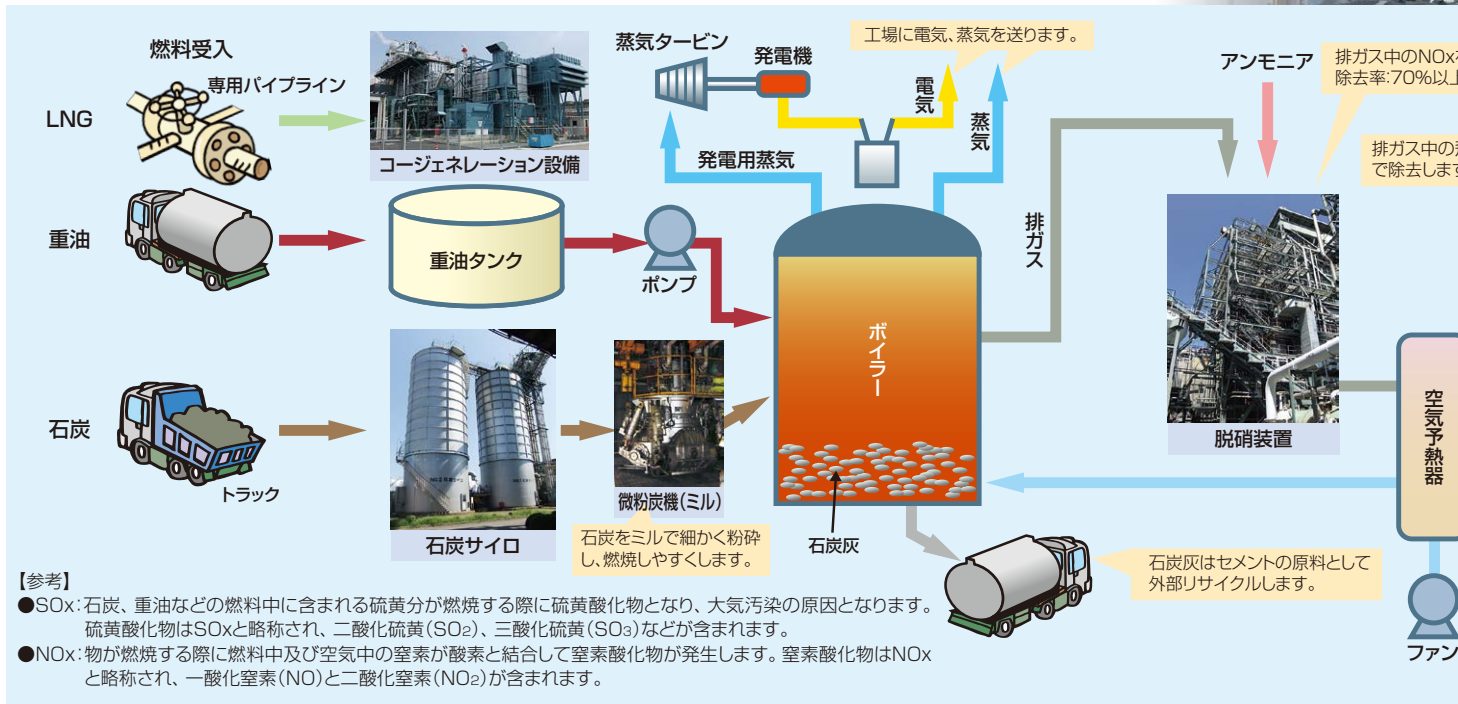 燃料受入
専用パイプライン
LNG
コージェネレーション設備
蒸気タービン
発電機
工場に電気、蒸気を送ります。
電気
蒸気
発電用蒸気
アンモニア
排ガス中のNOxを
除去率:70%以上
排ガス中の
で除去します
重油
重油タンク
ポンプ
排ガス
ボイラー
脱硝装置
空気予熱器
石炭
トラック
石炭サイロ
微粉炭機(ミル)
石炭をミルで細かく粉砕
し、燃焼しやすくします。
石炭灰
石炭灰はセメントの原料として
外部リサイクルします。
ファン
【参考】
●SOx:石炭、重油などの燃料中に含まれる硫黄分が燃焼する際に硫黄酸化物となり、大気汚染の原因となります。
硫黄酸化物はSOxと略称され、二酸化硫黄(SO₂)、三酸化硫黄(SO₃)などが含まれます。
●NOx:物が燃焼する際に燃料中及び空気中の窒素が酸素と結合して窒素酸化物が発生します。窒素酸化物はNOx
と略称され、一酸化窒素(NO)と二酸化窒素(NO₂)が含まれます。